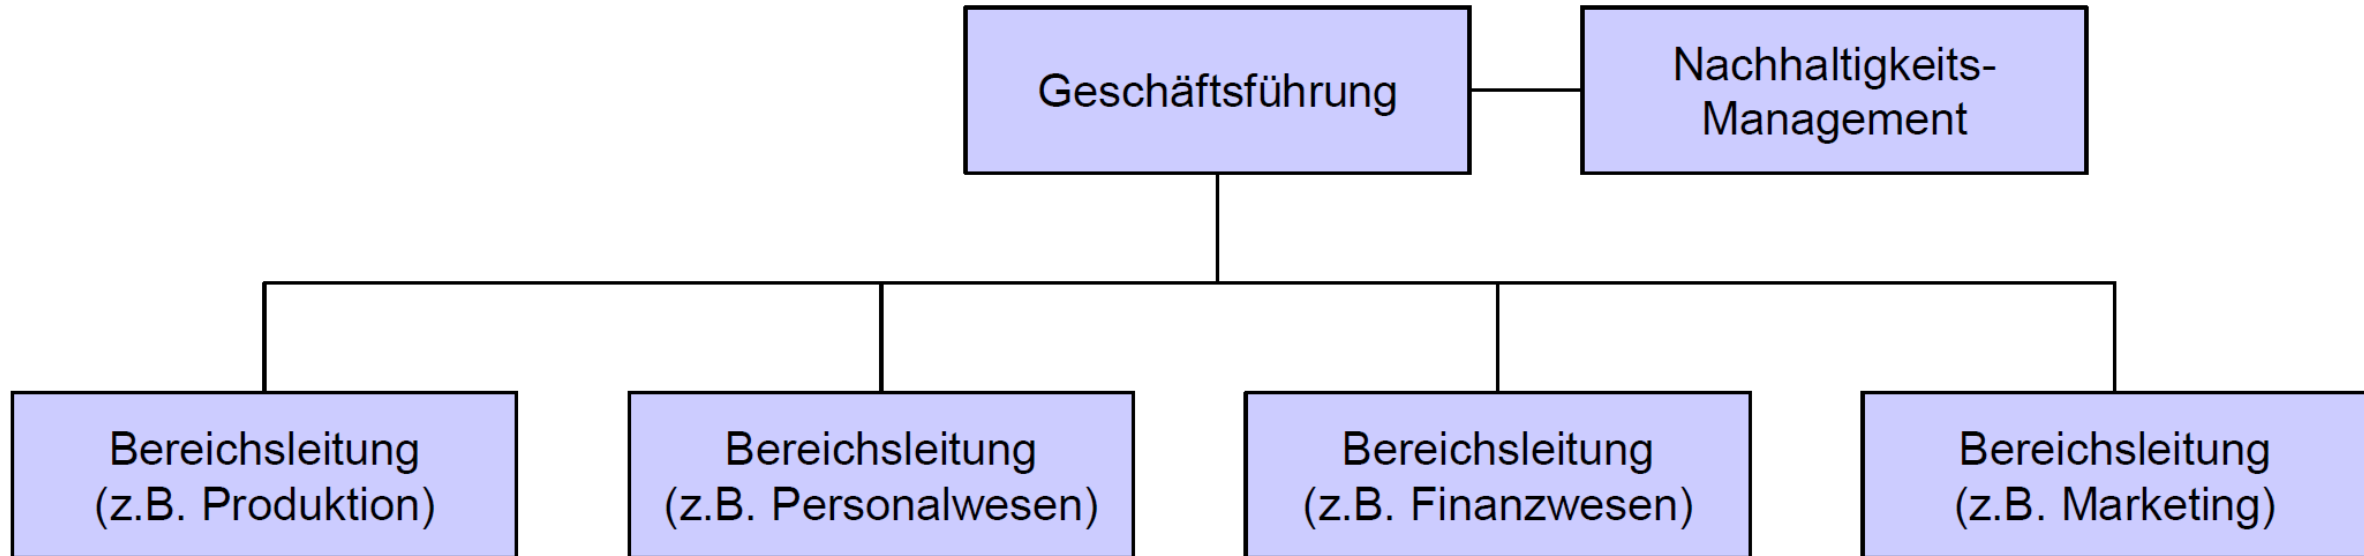 Geschäftsführung
Nachhaltigkeits-
Management
Bereichsleitung
(z.B. Produktion)
Bereichsleitung
(z.B. Personalwesen)
Bereichsleitung
(z.B. Finanzwesen)
Bereichsleitung
(z.B. Marketing)